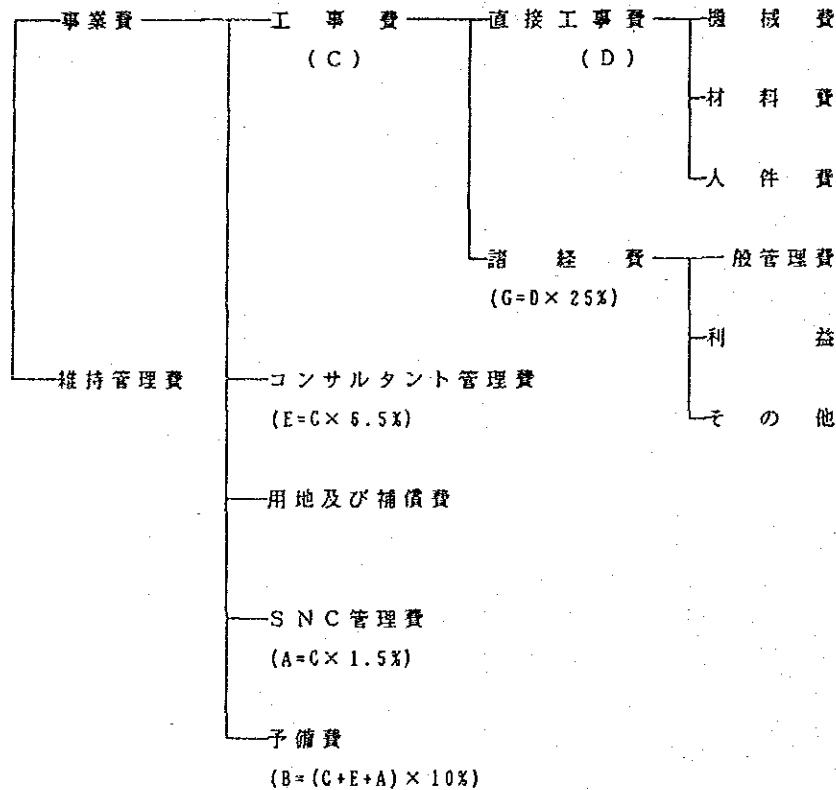 事業費 工事費 直接工事費 機械費
(C) (D)
材料費
人件費
諸経費 一般管理費
(G=D×25%)
利益
維持管理費 コンサルタント管理費
(E=C×6.5%) その他
用地及び補償費
SNC管理費
(A=C×1.5%)
予備費
(B=(C+E+A)×10%)